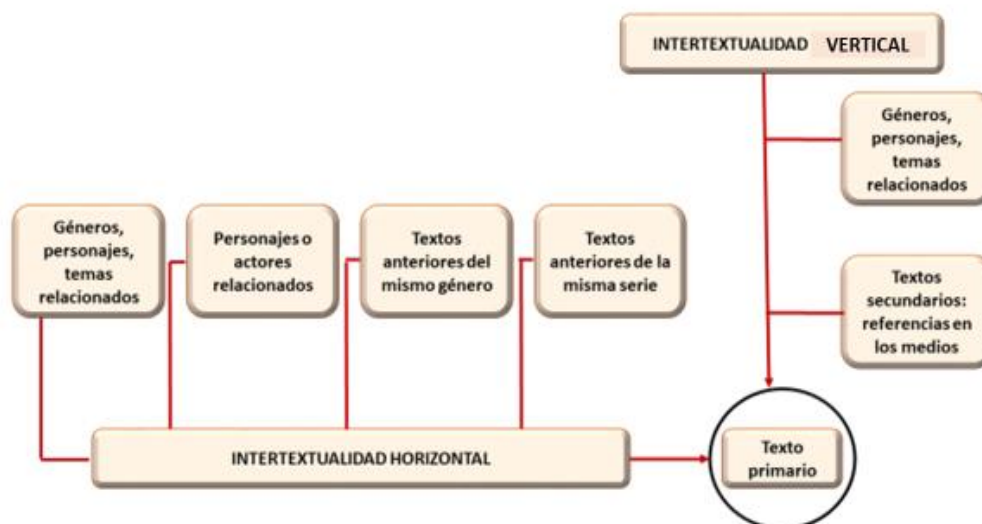 INTERTEXTUALIDAD VERTICAL
Géneros,
personajes,
temas
relacionados
Géneros,
personajes,
temas
relacionados
Personajes o
actores
relacionados
Textos
anteriores del
mismo género
Textos
anteriores de la
misma serie
Textos
secundarios:
referencias en
los medios
INTERTEXTUALIDAD HORIZONTAL
Texto
primario